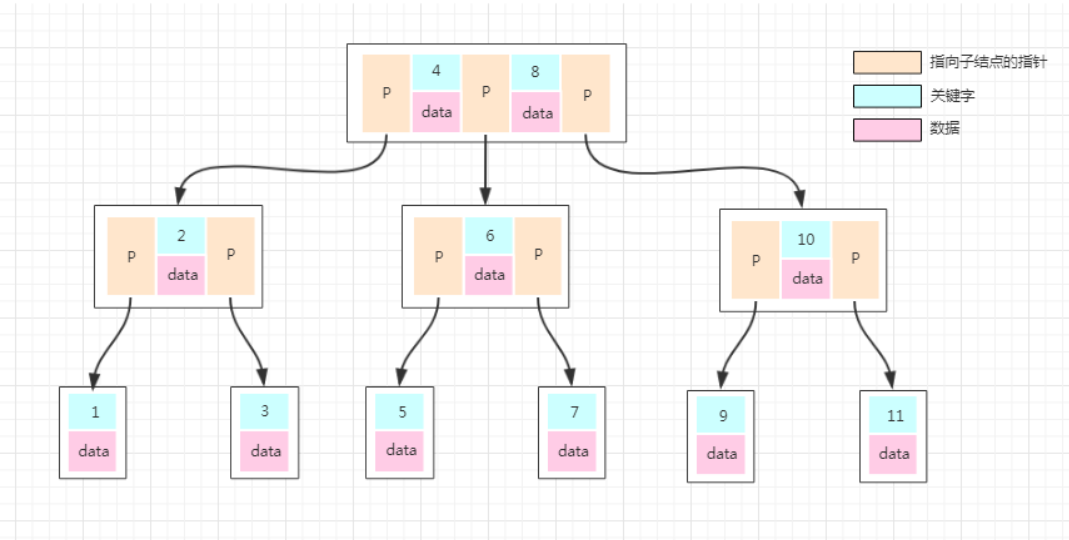 4 8
P P P
data data
指向子结点的指针
关键字
数据
2
P P
data
6
P P
data
10
P P
data
1
data
3
data
5
data
7
data
9
data
11
data